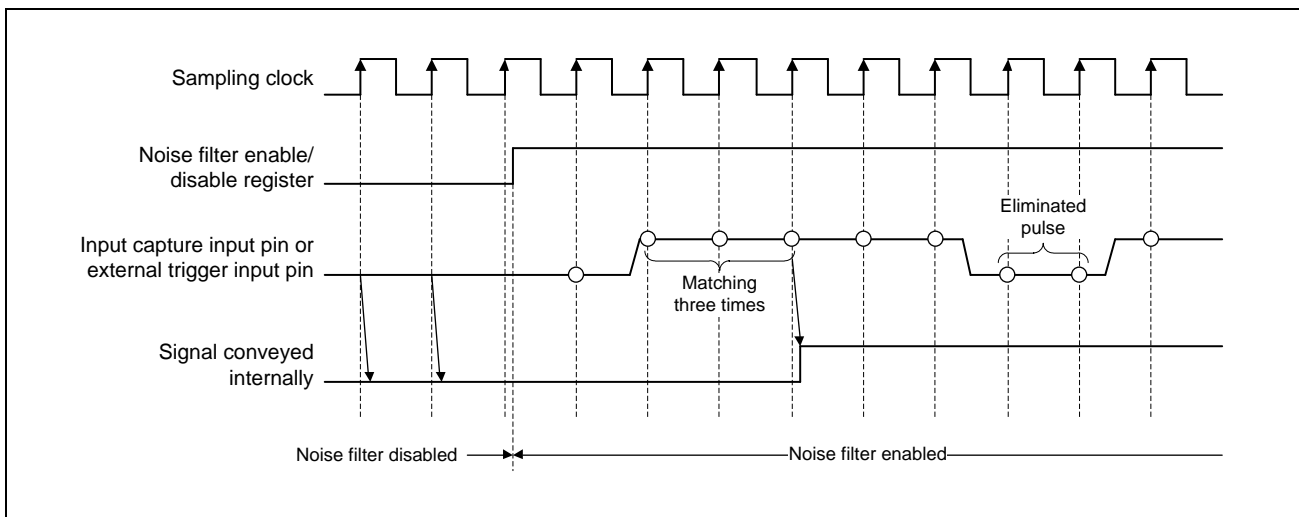 Sampling clock
Noise filter enable/
disable register
Input capture input pin or
external trigger input pin
Eliminated
pulse
Matching
three times
Signal conveyed
internally
Noise filter disabled
Noise filter enabled